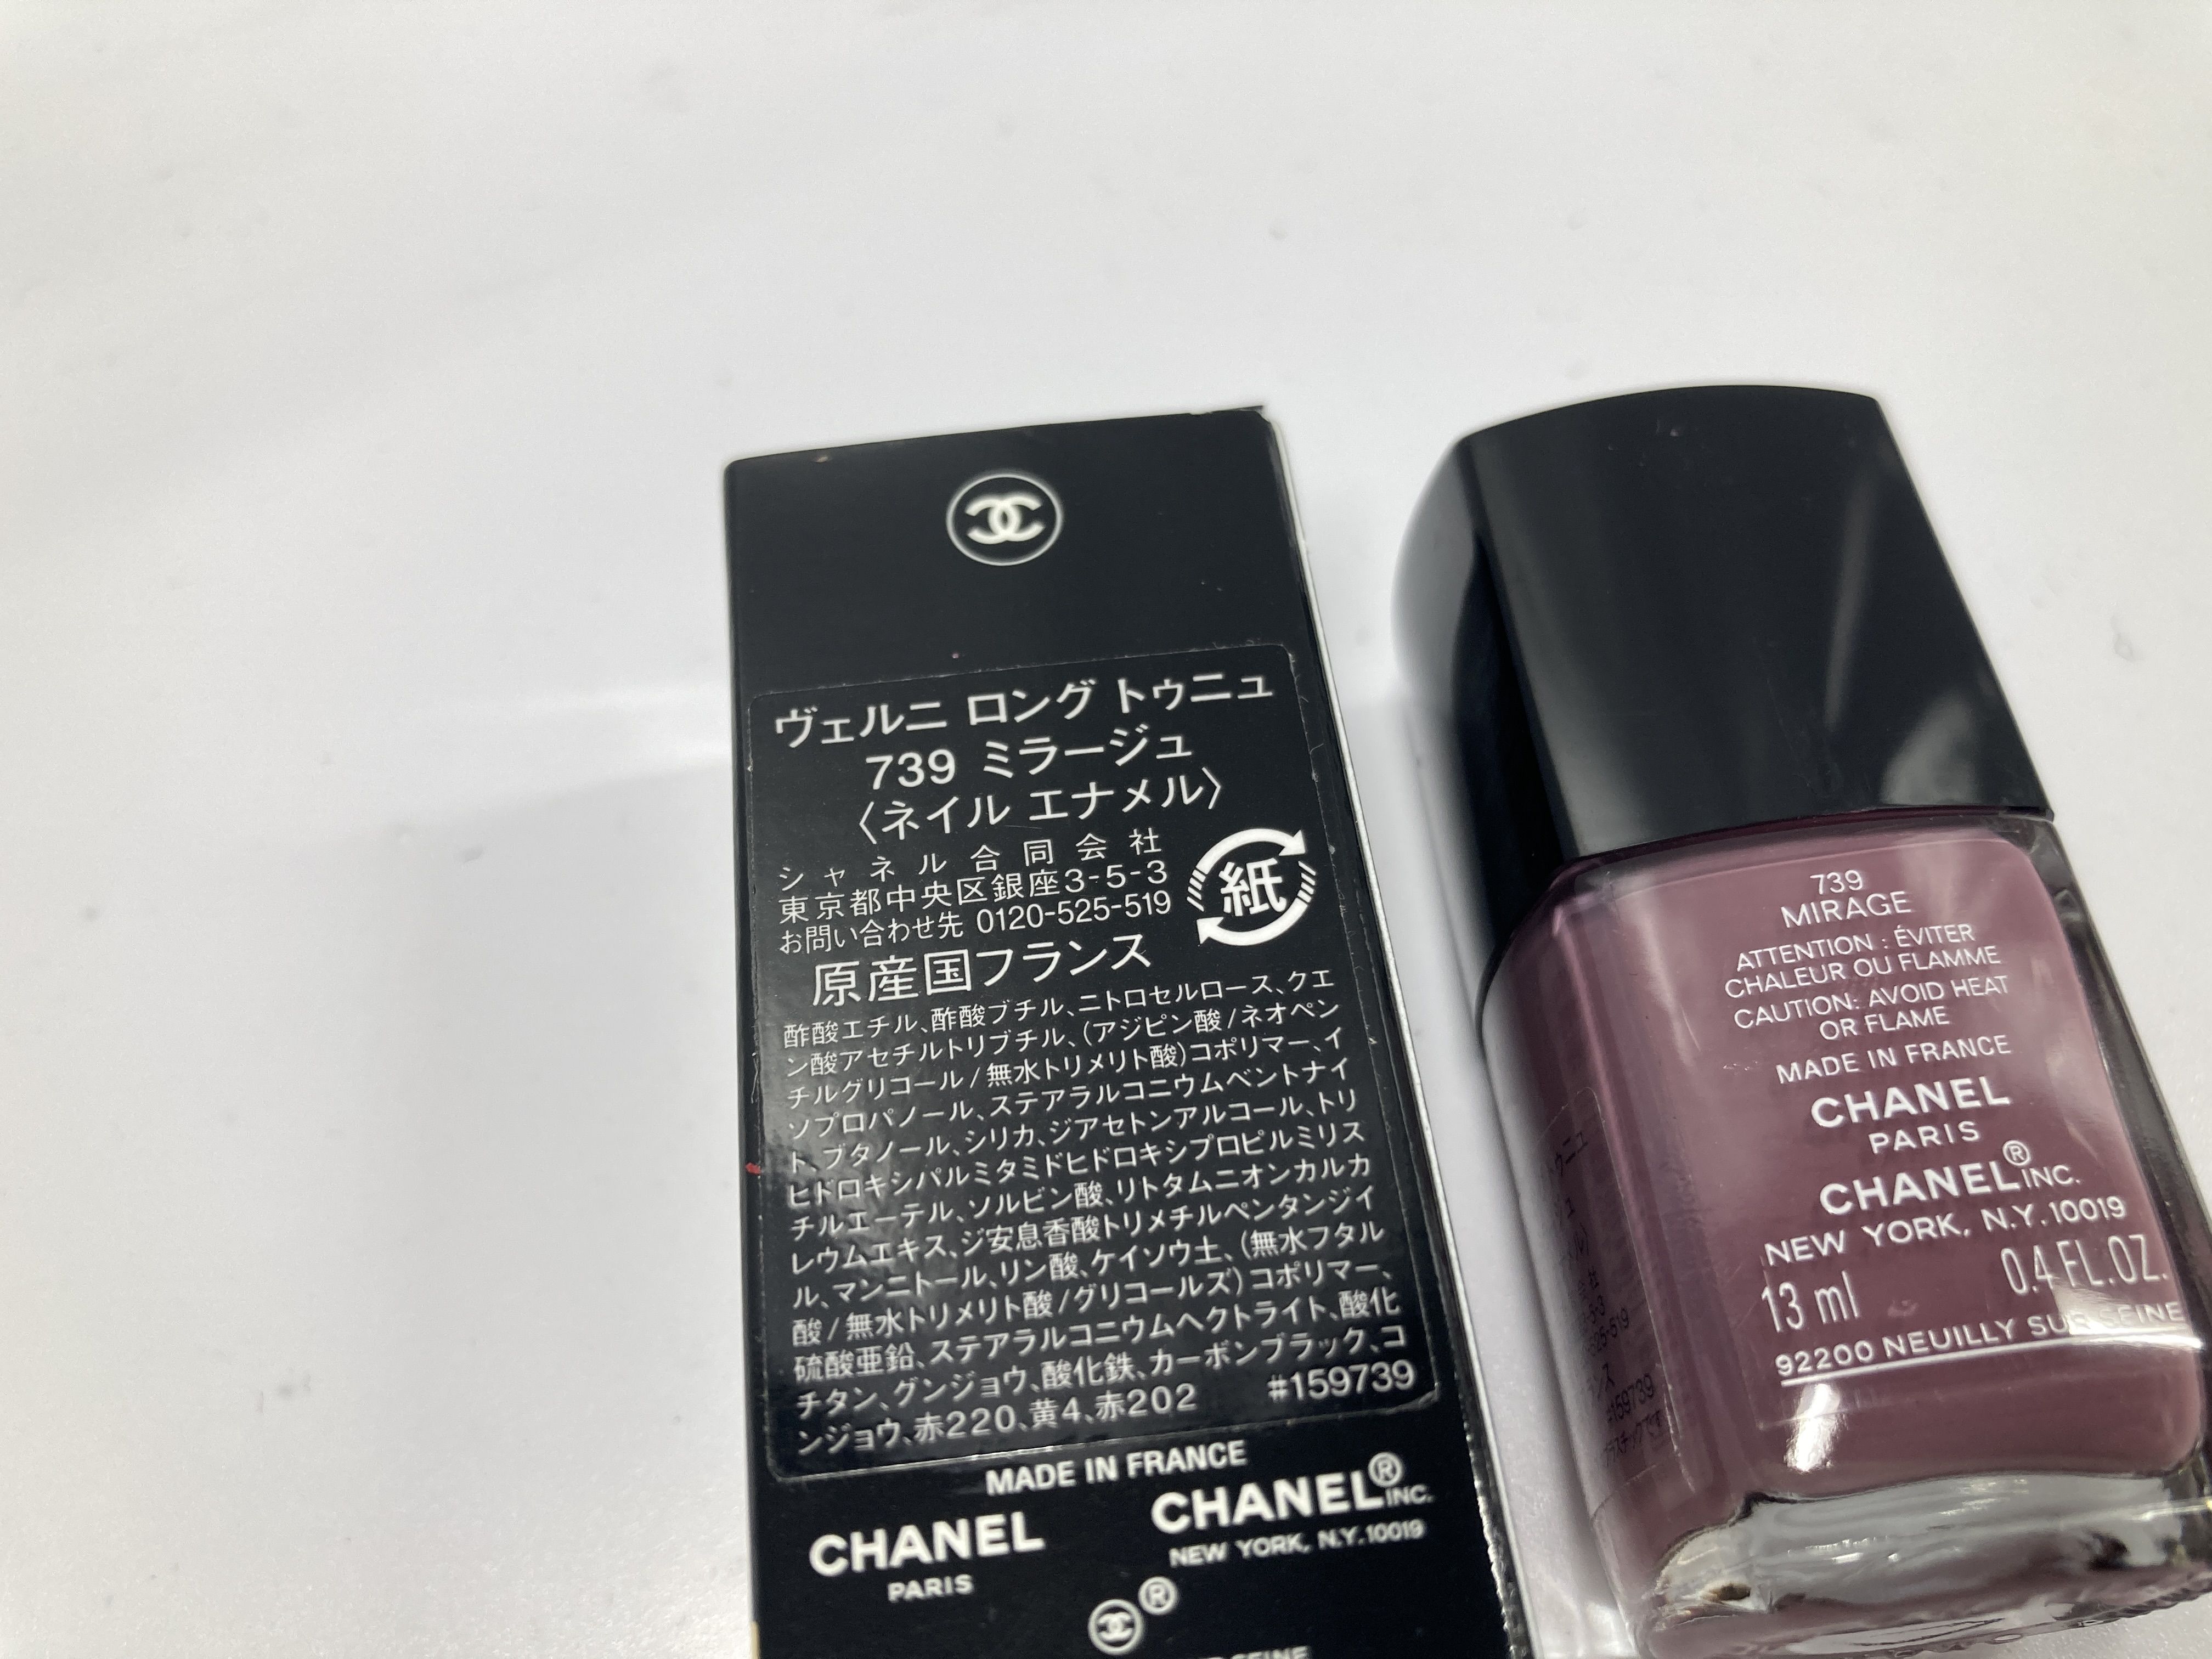 ヴェルニ ロング トゥニュ
739 ミラージュ
〈ネイル エナメル〉
シャネル合同会社
東京都中央区銀座3-5-3
お問い合わせ先 0120-525-519
紙
原産国フランス
酢酸エチル、酢酸ブチル、ニトロセルロース、クエ
ン酸アセチルトリブチル、(アジピン酸/ネオペン
チルグリコール/無水トリメリト酸)コポリマー、イ
ソプロパノール、ステアラルコニウムベントナイ
ト、ブタノール、シリカ、ジアセトンアルコール、トリ
ヒドロキシパルミタミドヒドロキシプロピルミリス
チルエーテル、ソルビン酸、リトタムニオンカルカ
レウムエキス、ジ安息香酸トリメチルペンタンジイ
ル、マンニトール、リン酸、ケイソウ土、(無水フタル
酸/無水トリメリト酸/グリコールズ)コポリマー、
硫酸亜鉛、ステアラルコニウムヘクトライト、酸化
チタン、グンジョウ、酸化鉄、カーボンブラック、コ
ンジョウ、赤220、黄4、赤202 #159739
MADE IN FRANCE
CHANEL
PARIS
CHANEL® INC.
NEW YORK, N.Y. 10019
®
739
MIRAGE
ATTENTION : ÉVITER
CHALEUR OU FLAMME
CAUTION: AVOID HEAT
OR FLAME
MADE IN FRANCE
CHANEL
PARIS
CHANEL® INC.
NEW YORK, N.Y. 10019
13 ml 0.4 FL.OZ.
92200 NEUILLY SUR SEINE
#159739